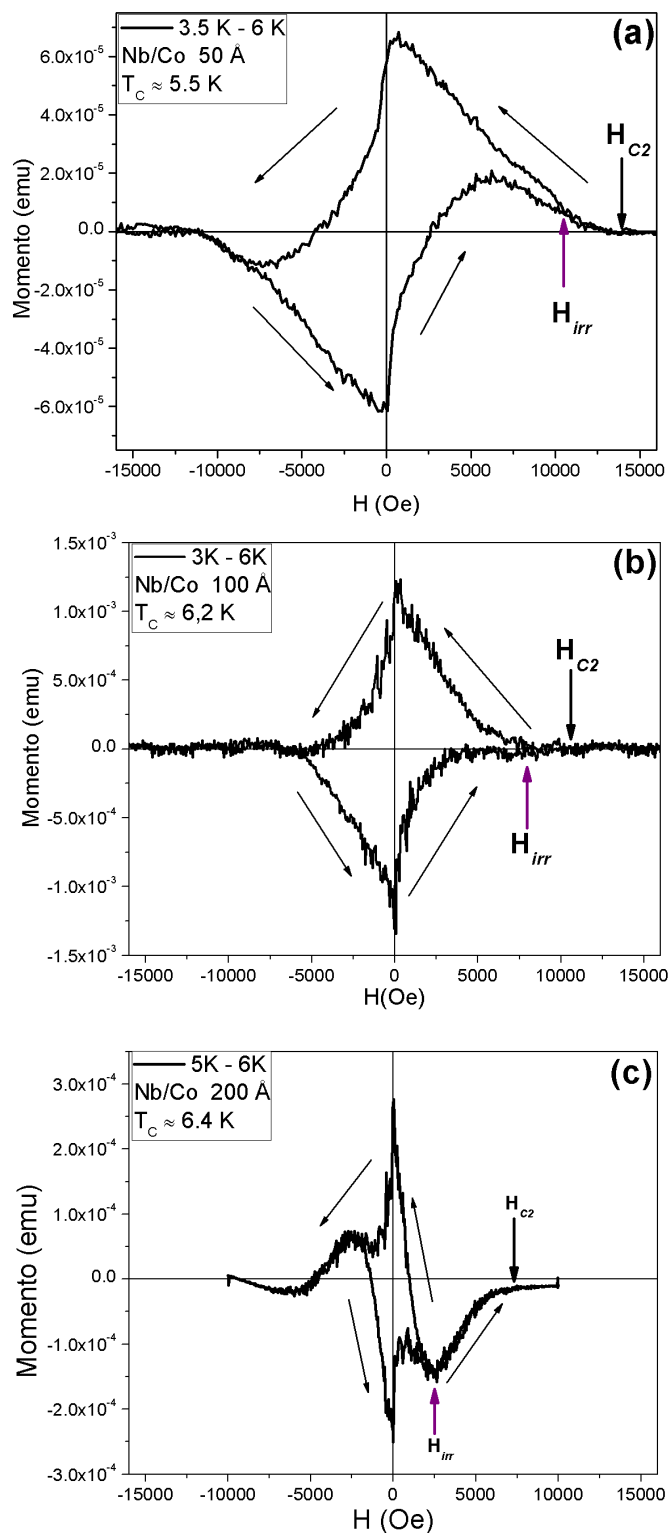 (a)
3.5 K - 6 K
Nb/Co 50 Å
T_C ≈ 5.5 K
H_C2
H_irr
Momento (emu)
6.0x10⁻⁵
4.0x10⁻⁵
2.0x10⁻⁵
0.0
-2.0x10⁻⁵
-4.0x10⁻⁵
-6.0x10⁻⁵
-15000 -10000 -5000 0 5000 10000 15000
H (Oe)
(b)
3K - 6K
Nb/Co 100 Å
T_C ≈ 6,2 K
H_C2
H_irr
Momento (emu)
1.5x10⁻³
1.0x10⁻³
5.0x10⁻⁴
0.0
-5.0x10⁻⁴
-1.0x10⁻³
-1.5x10⁻³
-15000 -10000 -5000 0 5000 10000 15000
H(Oe)
(c)
5K - 6K
Nb/Co 200 Å
T_C ≈ 6.4 K
H_C2
H_irr
Momento (emu)
3.0x10⁻⁴
2.0x10⁻⁴
1.0x10⁻⁴
0.0
-1.0x10⁻⁴
-2.0x10⁻⁴
-3.0x10⁻⁴
-15000 -10000 -5000 0 5000 10000 15000
H (Oe)